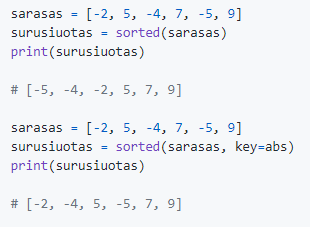 sarasas = [-2, 5, -4, 7, -5, 9]
surusiuotas = sorted(sarasas)
print(surusiuotas)
# [-5, -4, -2, 5, 7, 9]
sarasas = [-2, 5, -4, 7, -5, 9]
surusiuotas = sorted(sarasas, key=abs)
print(surusiuotas)
# [-2, -4, 5, -5, 7, 9]